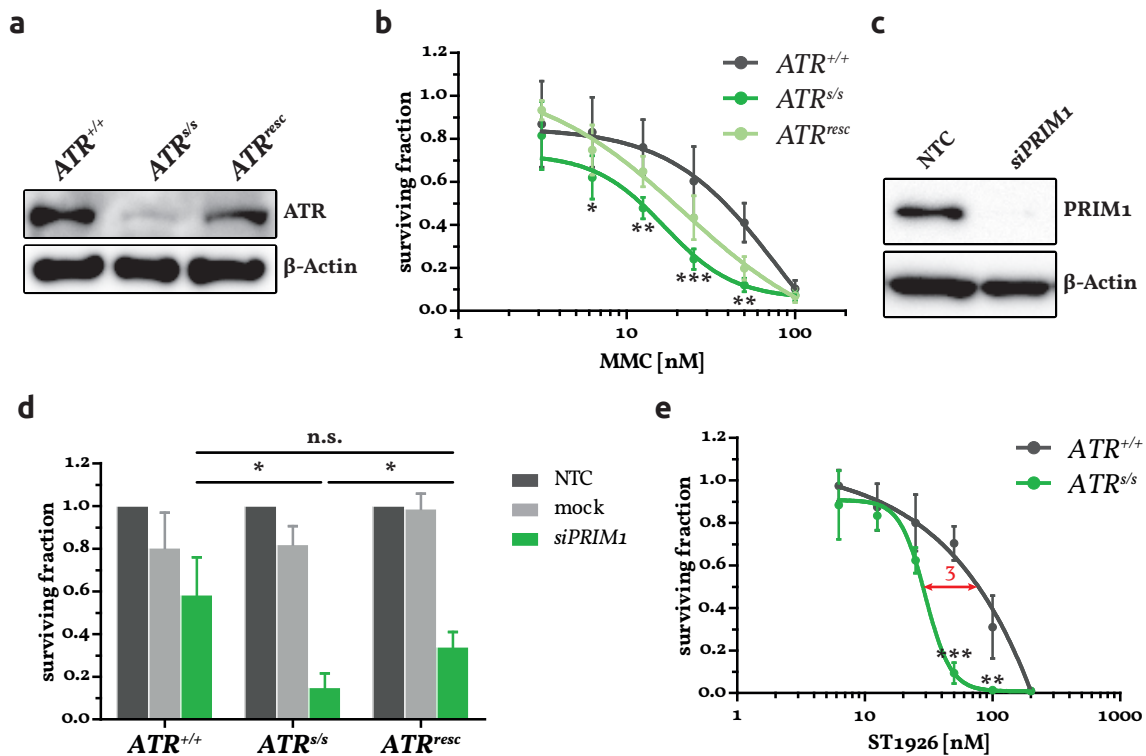 a
ATR+/+ ATRs/s ATRresc
ATR
β-Actin
b
surviving fraction
1.2
1.0
0.8
0.6
0.4
0.2
0.0
ATR+/+
ATRs/s
ATRresc
*
**
***
**
1 10 100
MMC [nM]
c
NTC siPRIM1
PRIM1
β-Actin
d
surviving fraction
n.s.
* *
1.2
1.0
0.8
0.6
0.4
0.2
0.0
NTC
mock
siPRIM1
ATR+/+ ATRs/s ATRresc
e
surviving fraction
1.2
1.0
0.8
0.6
0.4
0.2
0.0
ATR+/+
ATRs/s
3
***
**
1 10 100 1000
ST1926 [nM]